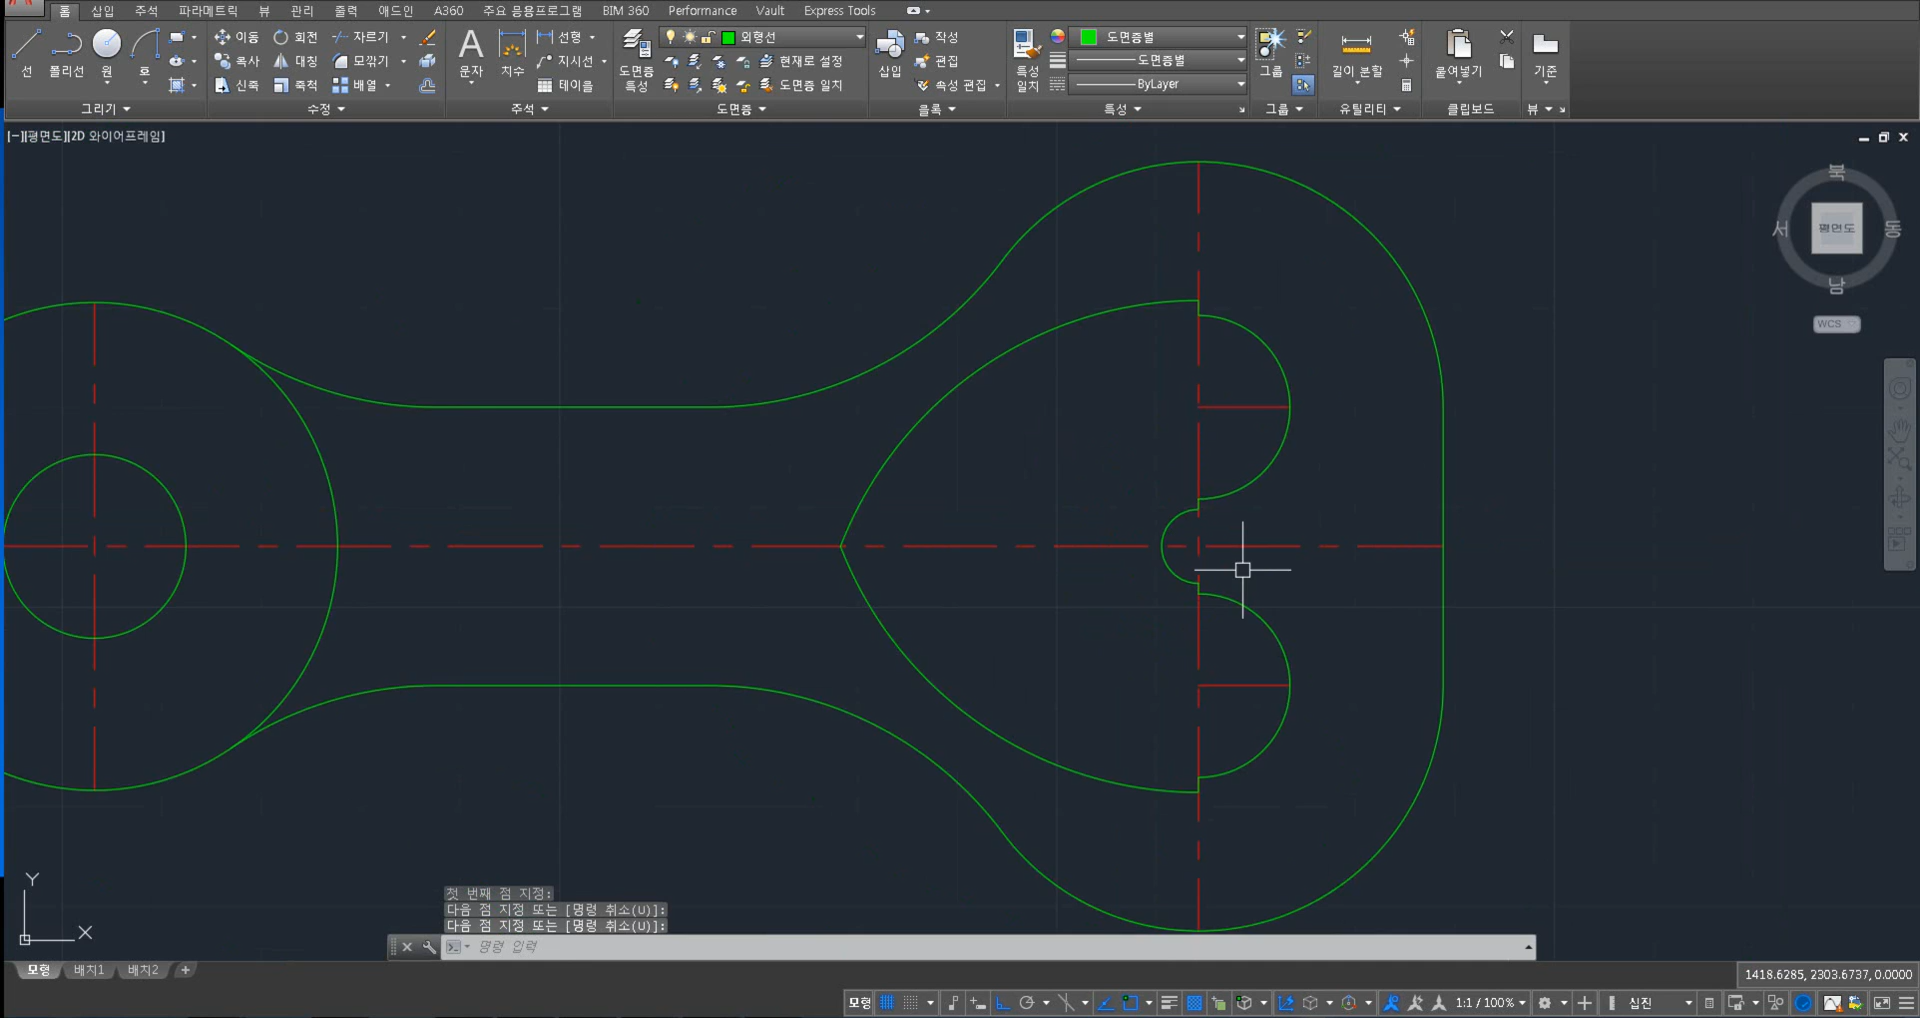 홈 삽입 주석 파라메트릭 뷰 관리 출력 애드인 A360 주요 응용프로그램 BIM 360 Performance Vault Express Tools
선 폴리선 원 호
이동 회전 자르기
복사 대칭 모깎기
신축 축척 배열
문자 치수
선형
지시선
테이블
도면층 특성
외형선
현재로 설정
도면층 일치
삽입
작성
편집
속성 편집
특성 일치
도면층별
도면층별
ByLayer
그룹
길이 분할
붙여넣기
기준
그리기 수정 주석 도면층 블록 특성 그룹 유틸리티 클립보드 뷰
[−][평면도][2D 와이어프레임]
북
서 평면도 동
남
WCS
Y
X
첫 번째 점 지정:
다음 점 지정 또는 [명령 취소(U)]:
다음 점 지정 또는 [명령 취소(U)]:
명령 입력
모형 배치1 배치2 +
1418.6285, 2303.6737, 0.0000
모형 1:1 / 100% 십진